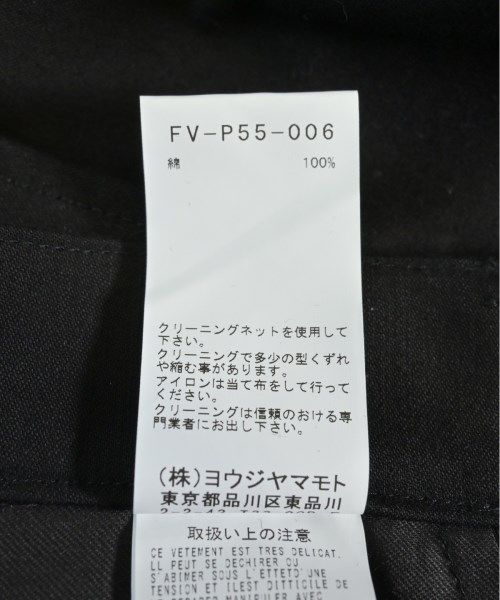 FV-P55-006
綿 100%
クリーニングネットを使用して
下さい。
クリーニングで多少の型くずれ
や縮む事があります。
アイロンは当て布をして行って
ください。
クリーニングは信頼のおける専
門業者にお出し下さい。
(株)ヨウジヤマモト
東京都品川区東品川
取扱い上の注意
CE VETEMENT EST TRES DELICAT.
IL PEUT SE DECHIRER OU
S'ABIMER SOUS L'ETTETO'UNE
TENSION ET ILEST DITTICILE DE